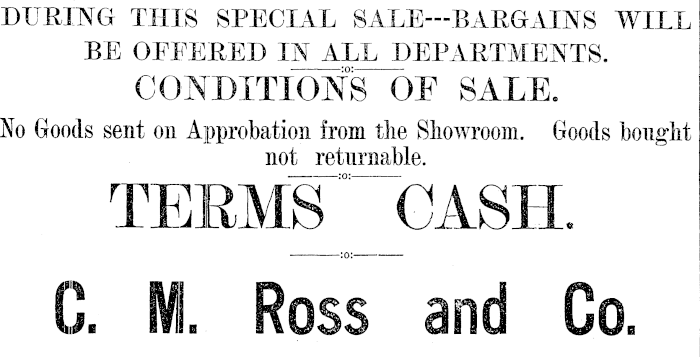 DURING THIS SPECIAL SALE---BARGAINS WILL
BE OFFERED IN ALL DEPARTMENTS.
:o:
CONDITIONS OF SALE.
No Goods sent on Approbation from the Showroom. Goods bought
not returnable.
:o:
TERMS CASH.
:o:
C. M. Ross and Co.